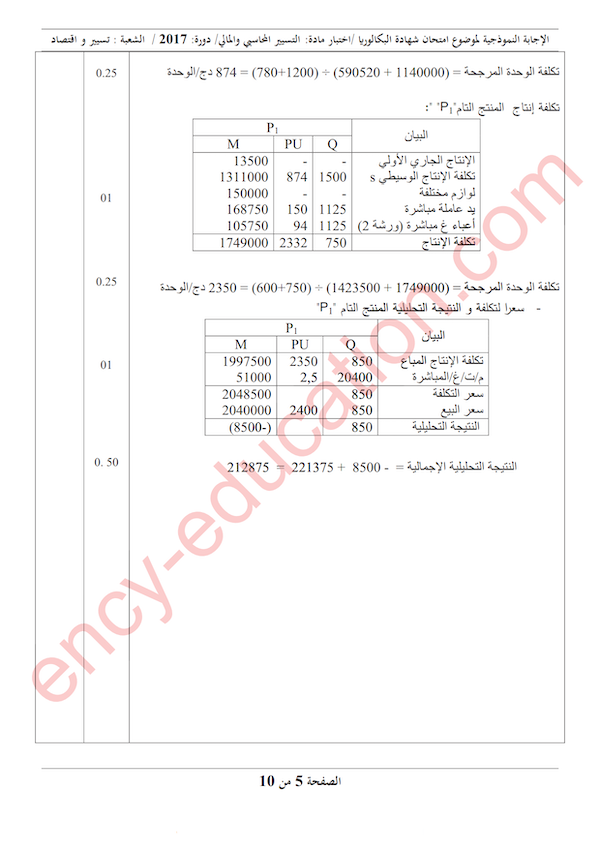 الإجابة النموذجية لموضوع امتحان شهادة البكالوريا /اختبار مادة: التسيير المحاسبي والمالي/ دورة: 2017 / الشعبة : تسيير و اقتصاد
0.25
تكلفة الوحدة المرجحة = (1140000 + 590520) ÷ (1200+780) = 874 دج/الوحدة
تكلفة إنتاج المنتج التام"P1" ":
البيان P1
Q PU M
الإنتاج الجاري الأولي - - 13500
تكلفة الإنتاج الوسيطي s 1500 874 1311000
لوازم مختلفة - - 150000
01
يد عاملة مباشرة 1125 150 168750
أعباء غ مباشرة (ورشة 2) 1125 94 105750
تكلفة الإنتاج 750 2332 1749000
0.25
تكلفة الوحدة المرجحة = (1749000 + 1423500) ÷ (750+600) = 2350 دج/الوحدة
- سعرا لتكلفة و النتيجة التحليلية المنتج التام "P1"
البيان P1
Q PU M
تكلفة الإنتاج المباع 850 2350 1997500
01
م/ت/غ/المباشرة 20400 2,5 51000
سعر التكلفة 850 2048500
سعر البيع 850 2400 2040000
النتيجة التحليلية 850 (8500-)
0. 50
النتيجة التحليلية الإجمالية = - 8500 + 221375 = 212875
ency-education.com
الصفحة 5 من 10